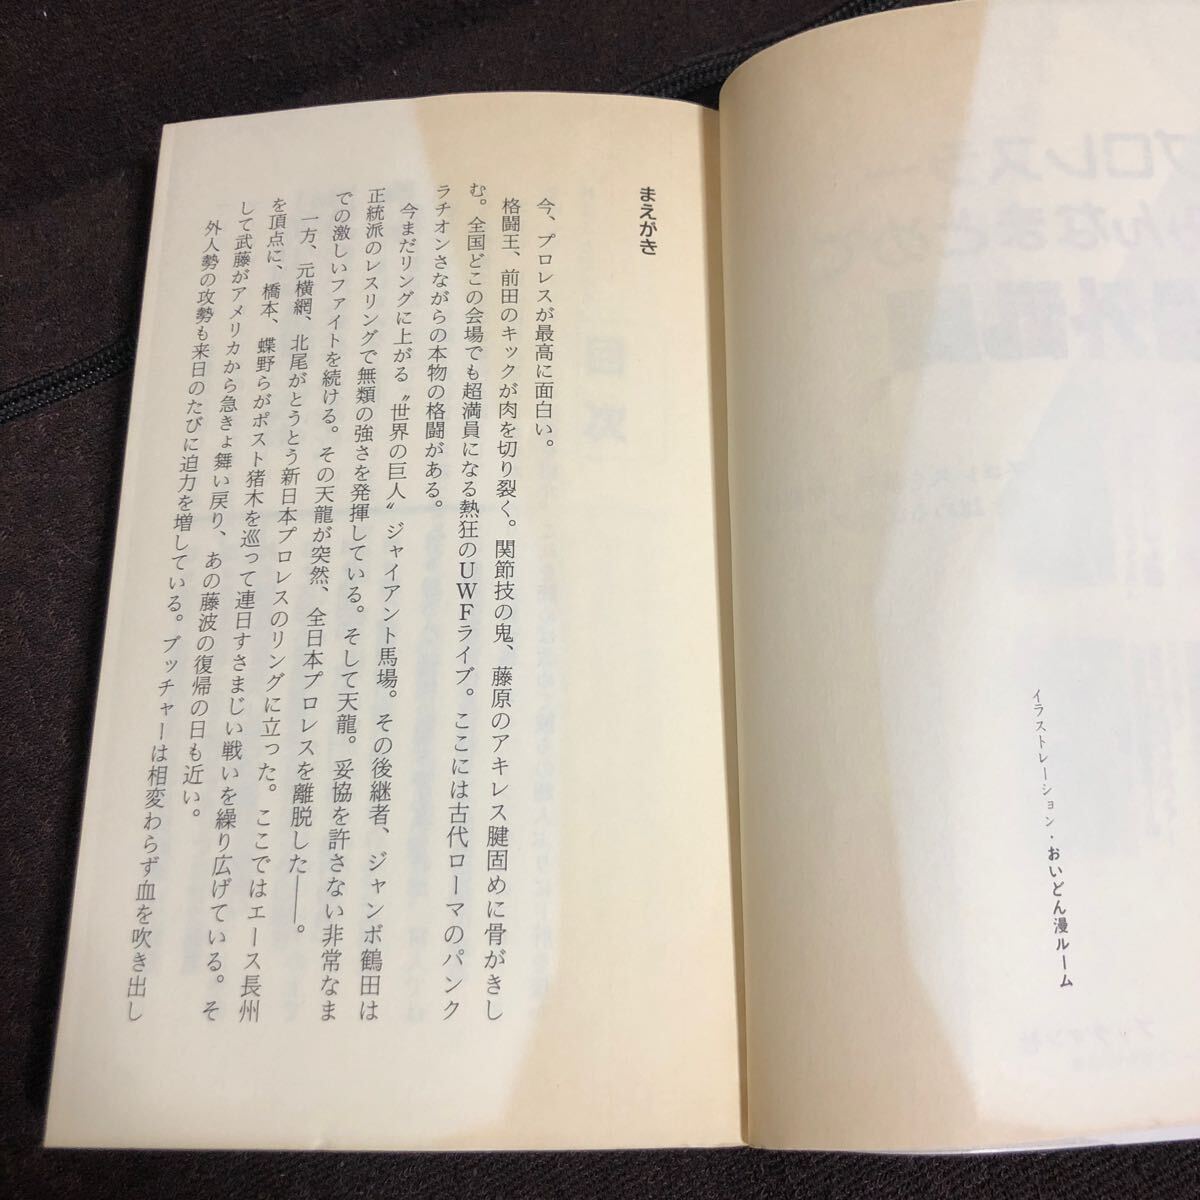 イラストレーション・おいどん漫ルーム
まえがき
今、プロレスが最高に面白い。
格闘王、前田のキックが肉を切り裂く。関節技の鬼、藤原のアキレス腱固めに骨がきし
む。全国どこの会場でも超満員になる熱狂のUWFライブ。ここには古代ローマのパンク
ラチオンさながらの本物の格闘がある。
今まだリングに上がる〝世界の巨人〟ジャイアント馬場。その後継者、ジャンボ鶴田は
正統派のレスリングで無類の強さを発揮している。そして天龍。妥協を許さない非常なま
での激しいファイトを続ける。その天龍が突然、全日本プロレスを離脱した――。
一方、元横綱、北尾がとうとう新日本プロレスのリングに立った。ここではエース長州
を頂点に、橋本、蝶野らがポスト猪木を巡って連日すさまじい戦いを繰り広げている。そ
して武藤がアメリカから急きょ舞い戻り、あの藤波の復帰の日も近い。
外人勢の攻勢も来日のたびに迫力を増している。ブッチャーは相変わらず血を吹き出し